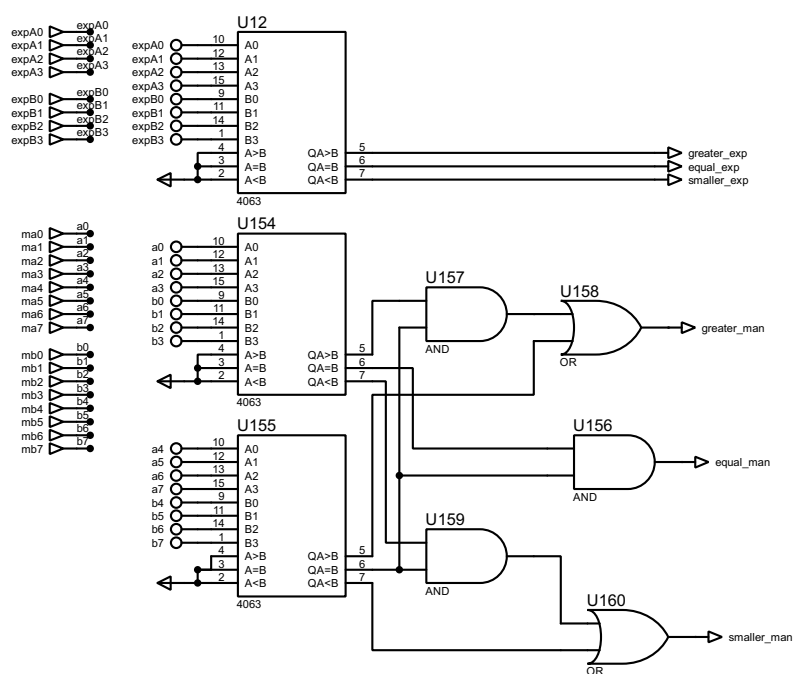 expA0 expA0
expA1 expA1
expA2 expA2
expA3 expA3
expB0 expB0
expB1 expB1
expB2 expB2
expB3 expB3
U12
expA0 10 A0
expA1 12 A1
expA2 13 A2
expA3 15 A3
expB0 9 B0
expB1 11 B1
expB2 14 B2
expB3 1 B3
4 A>B QA>B 5 greater_exp
3 A=B QA=B 6 equal_exp
2 A<B QA<B 7 smaller_exp
4063
ma0 a0
ma1 a1
ma2 a2
ma3 a3
ma4 a4
ma5 a5
ma6 a6
ma7 a7
mb0 b0
mb1 b1
mb2 b2
mb3 b3
mb4 b4
mb5 b5
mb6 b6
mb7 b7
U154
a0 10 A0
a1 12 A1
a2 13 A2
a3 15 A3
b0 9 B0
b1 11 B1
b2 14 B2
b3 1 B3
4 A>B QA>B 5
3 A=B QA=B 6
2 A<B QA<B 7
4063
U157
AND
U158
OR
greater_man
U155
a4 10 A0
a5 12 A1
a6 13 A2
a7 15 A3
b4 9 B0
b5 11 B1
b6 14 B2
b7 1 B3
4 A>B QA>B 5
3 A=B QA=B 6
2 A<B QA<B 7
4063
U156
AND
equal_man
U159
AND
U160
OR
smaller_man